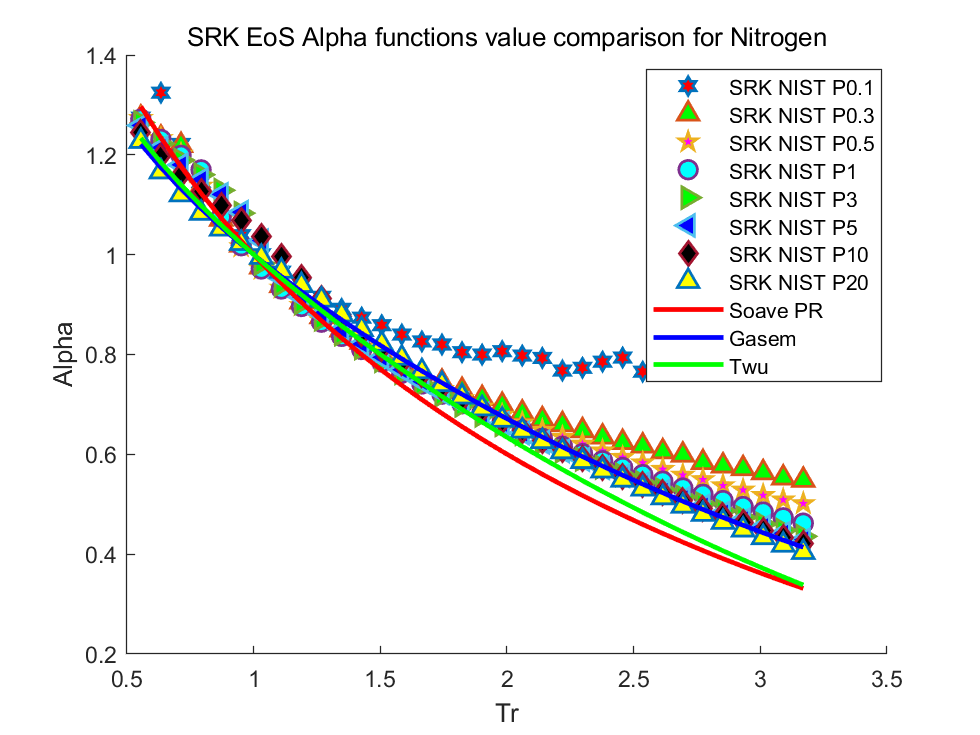 SRK EoS Alpha functions value comparison for Nitrogen
1.4
1.2
1
0.8
0.6
0.4
0.2
Alpha
SRK NIST P0.1
SRK NIST P0.3
SRK NIST P0.5
SRK NIST P1
SRK NIST P3
SRK NIST P5
SRK NIST P10
SRK NIST P20
Soave PR
Gasem
Twu
0.5
1
1.5
2
2.5
3
3.5
Tr